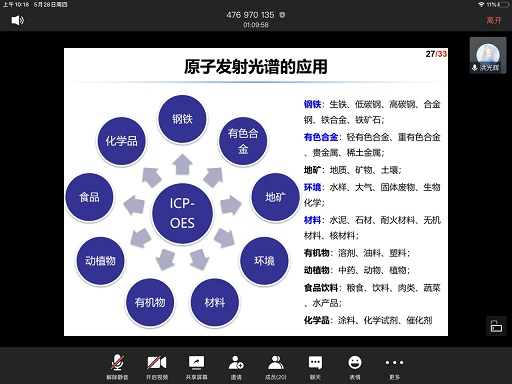 上午10:18 5月28日周四
11%
476 970 135
01:09:58
离开
27/33
洪光辉
原子发射光谱的应用
钢铁
有色合
金
地矿
环境
材料
有机物
动植物
食品
化学品
ICP-
OES
钢铁：生铁、低碳钢、高碳钢、合金
钢、铁合金、铁矿石；
有色合金：轻有色合金、重有色合金
、贵金属、稀土金属；
地矿：地质、矿物、土壤；
环境：水样、大气、固体废物、生物
化学；
材料：水泥、石材、耐火材料、无机
材料、核材料；
有机物：溶剂、油料、塑料；
动植物：中药、动物、植物；
食品饮料：粮食、饮料、肉类、蔬菜
、水产品；
化学品：涂料、化学试剂、催化剂
解除静音
开启视频
共享屏幕
邀请
成员(20)
聊天
表情
更多